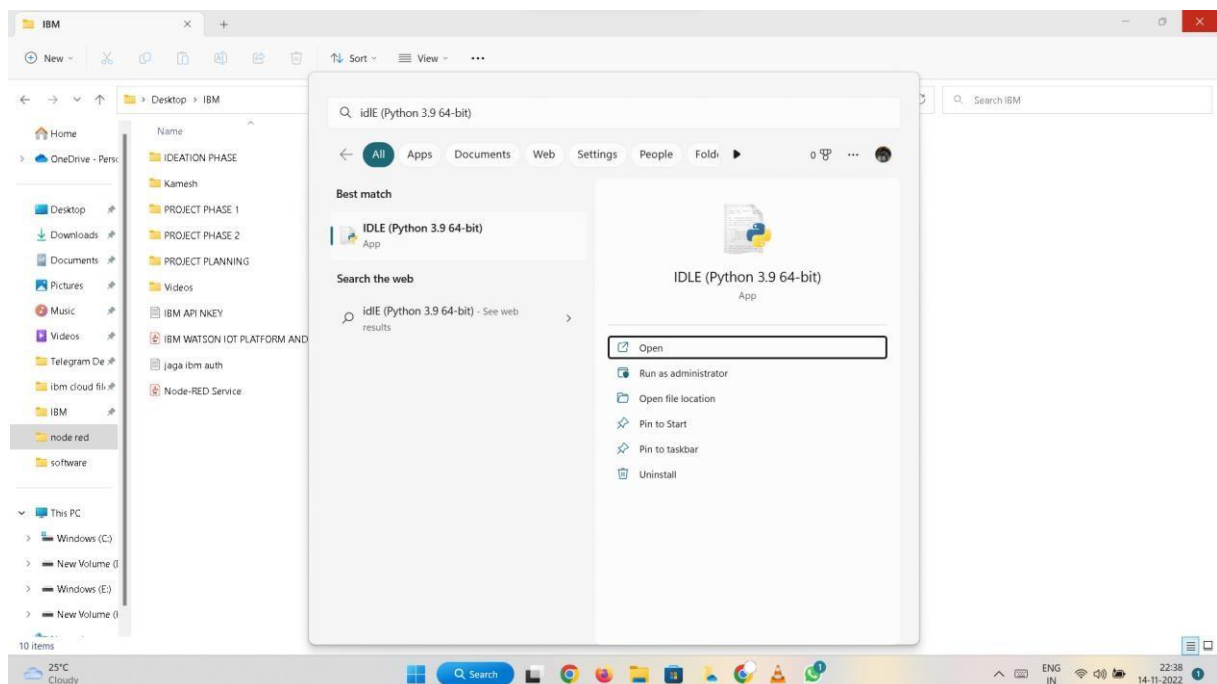 IBM
New
Sort
View
Desktop > IBM
Search IBM
Home
OneDrive - Persc
Desktop
Downloads
Documents
Pictures
Music
Videos
Telegram De
ibm cloud fil
IBM
node red
software
This PC
Windows (C:)
New Volume (
Windows (E:)
New Volume (
10 items
Name
IDEATION PHASE
Kamesh
PROJECT PHASE 1
PROJECT PHASE 2
PROJECT PLANNING
Videos
IBM API NKEY
IBM WATSON IOT PLATFORM AND
jaga ibm auth
Node-RED Service
idlE (Python 3.9 64-bit)
All Apps Documents Web Settings People Fold 0
Best match
IDLE (Python 3.9 64-bit)
App
Search the web
idlE (Python 3.9 64-bit) - See web
results
IDLE (Python 3.9 64-bit)
App
Open
Run as administrator
Open file location
Pin to Start
Pin to taskbar
Uninstall
25°C
Cloudy
Search
ENG
IN
22:38
14-11-2022
1